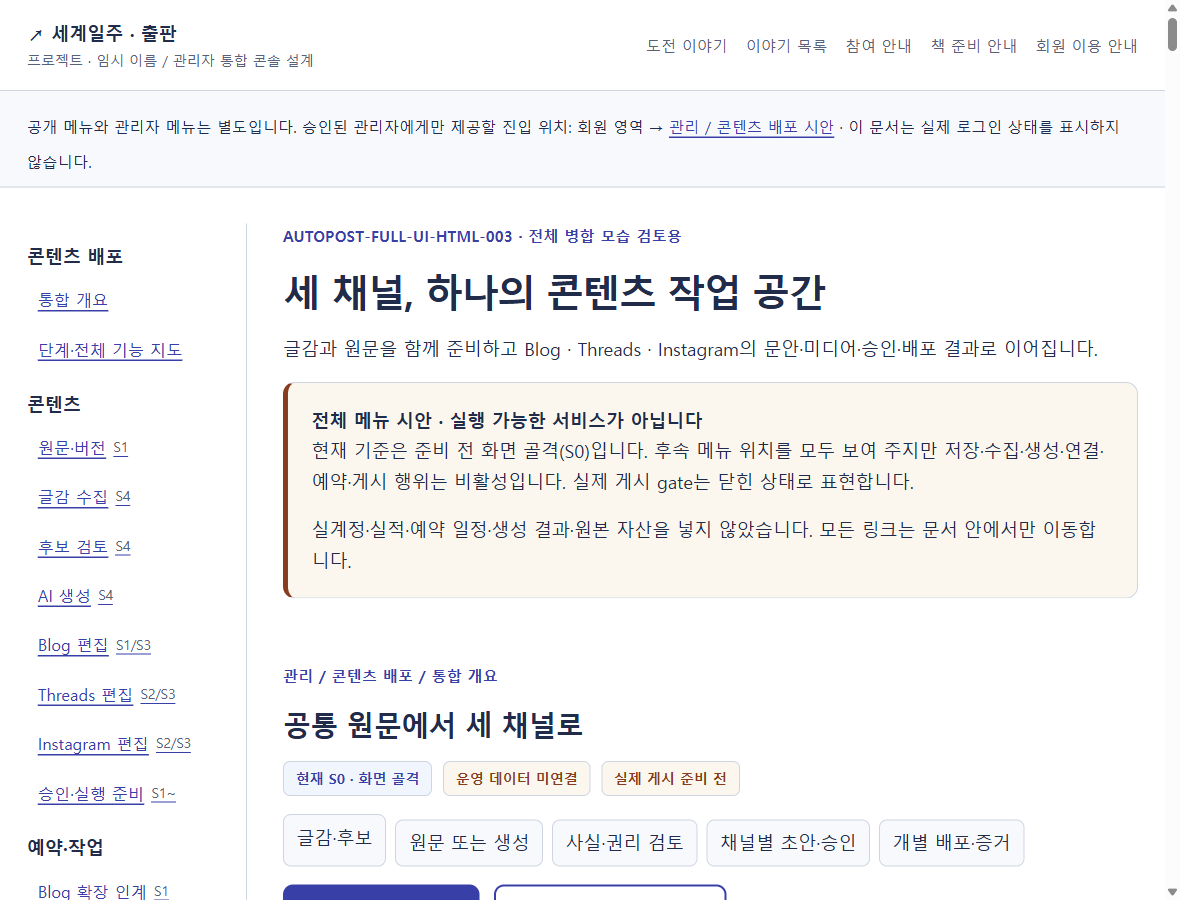 ↗ 세계일주 · 출판
프로젝트 · 임시 이름 / 관리자 통합 콘솔 설계
도전 이야기 이야기 목록 참여 안내 책 준비 안내 회원 이용 안내
공개 메뉴와 관리자 메뉴는 별도입니다. 승인된 관리자에게만 제공할 진입 위치: 회원 영역 → 관리 / 콘텐츠 배포 시안 · 이 문서는 실제 로그인 상태를 표시하지
않습니다.
콘텐츠 배포
통합 개요
단계·전체 기능 지도
콘텐츠
원문·버전 S1
글감 수집 S4
후보 검토 S4
AI 생성 S4
Blog 편집 S1/S3
Threads 편집 S2/S3
Instagram 편집 S2/S3
승인·실행 준비 S1~
예약·작업
Blog 확장 인계 S1
AUTOPOST-FULL-UI-HTML-003 · 전체 병합 모습 검토용
세 채널, 하나의 콘텐츠 작업 공간
글감과 원문을 함께 준비하고 Blog · Threads · Instagram의 문안·미디어·승인·배포 결과로 이어집니다.
전체 메뉴 시안 · 실행 가능한 서비스가 아닙니다
현재 기준은 준비 전 화면 골격(S0)입니다. 후속 메뉴 위치를 모두 보여 주지만 저장·수집·생성·연결·
예약·게시 행위는 비활성입니다. 실제 게시 gate는 닫힌 상태로 표현합니다.
실계정·실적·예약 일정·생성 결과·원본 자산을 넣지 않았습니다. 모든 링크는 문서 안에서만 이동합
니다.
관리 / 콘텐츠 배포 / 통합 개요
공통 원문에서 세 채널로
현재 S0 · 화면 골격 운영 데이터 미연결 실제 게시 준비 전
글감·후보 원문 또는 생성 사실·권리 검토 채널별 초안·승인 개별 배포·증거